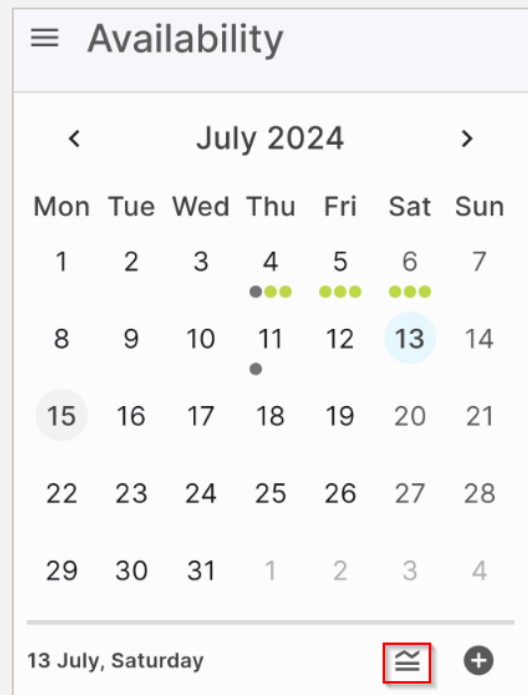 Availability
July 2024
Mon Tue Wed Thu Fri Sat Sun
1 2 3 4 5 6 7
8 9 10 11 12 13 14
15 16 17 18 19 20 21
22 23 24 25 26 27 28
29 30 31 1 2 3 4
13 July, Saturday